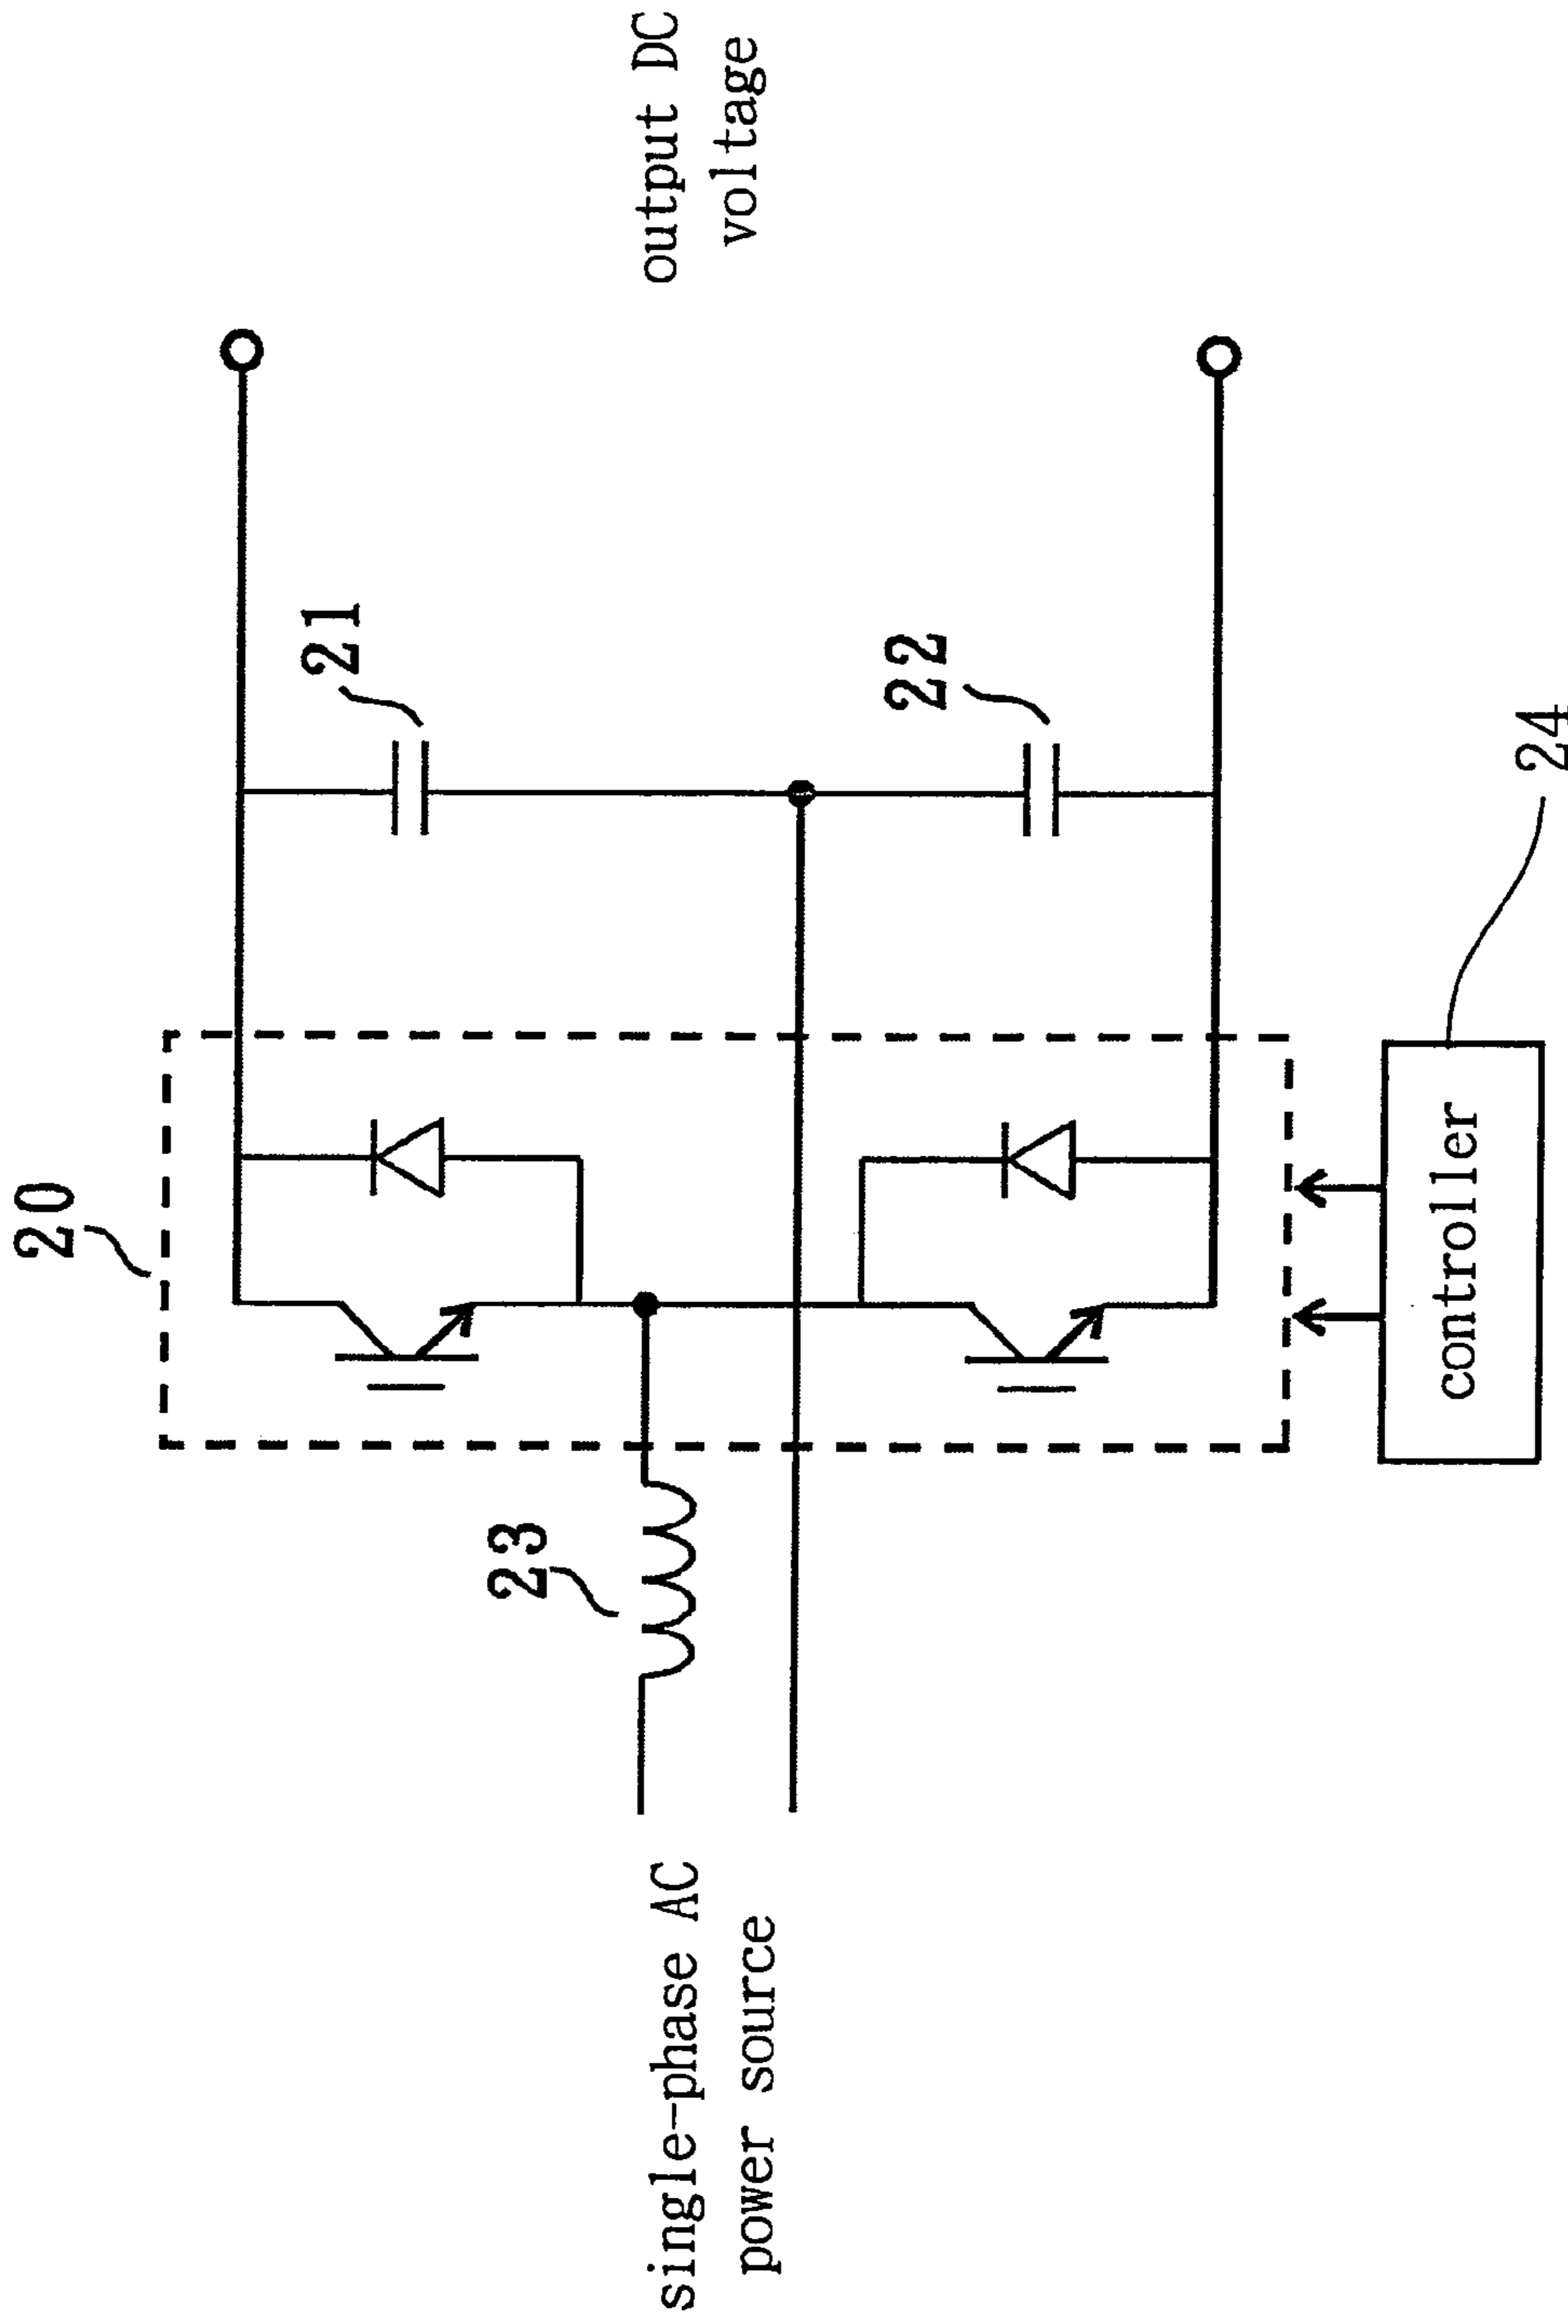 20
21
output DC
voltage
23
22
single-phase AC
power source
controller
24